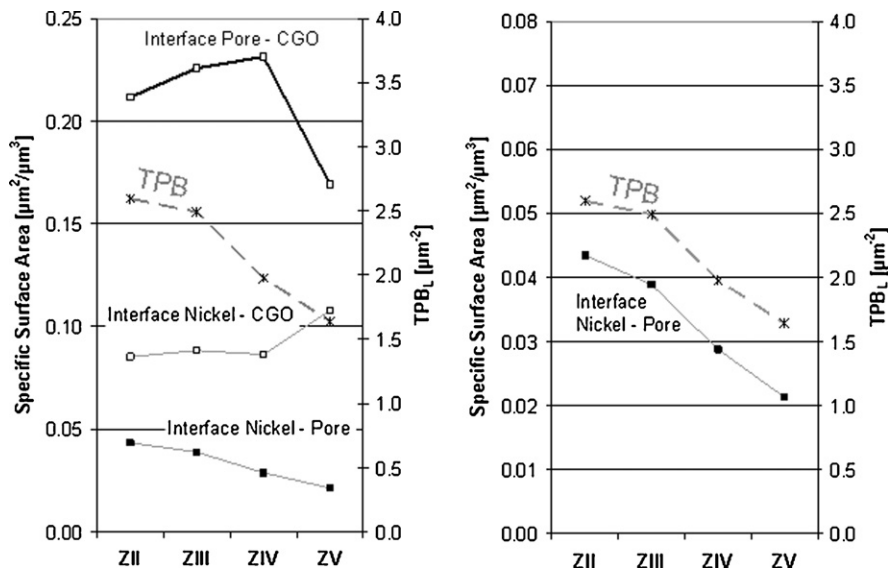 Specific Surface Area [µm²/µm³]
0.25
0.20
0.15
0.10
0.05
0.00
Interface Pore - CGO
TPB
Interface Nickel - CGO
Interface Nickel - Pore
4.0
3.5
3.0
2.5
2.0
1.5
1.0
0.5
0.0
TPB_L [µm⁻²]
ZII ZIII ZIV ZV
Specific Surface Area [µm²/µm³]
0.08
0.07
0.06
0.05
0.04
0.03
0.02
0.01
0.00
TPB
Interface
Nickel - Pore
4.0
3.5
3.0
2.5
2.0
1.5
1.0
0.5
0.0
TPB_L [µm⁻²]
ZII ZIII ZIV ZV